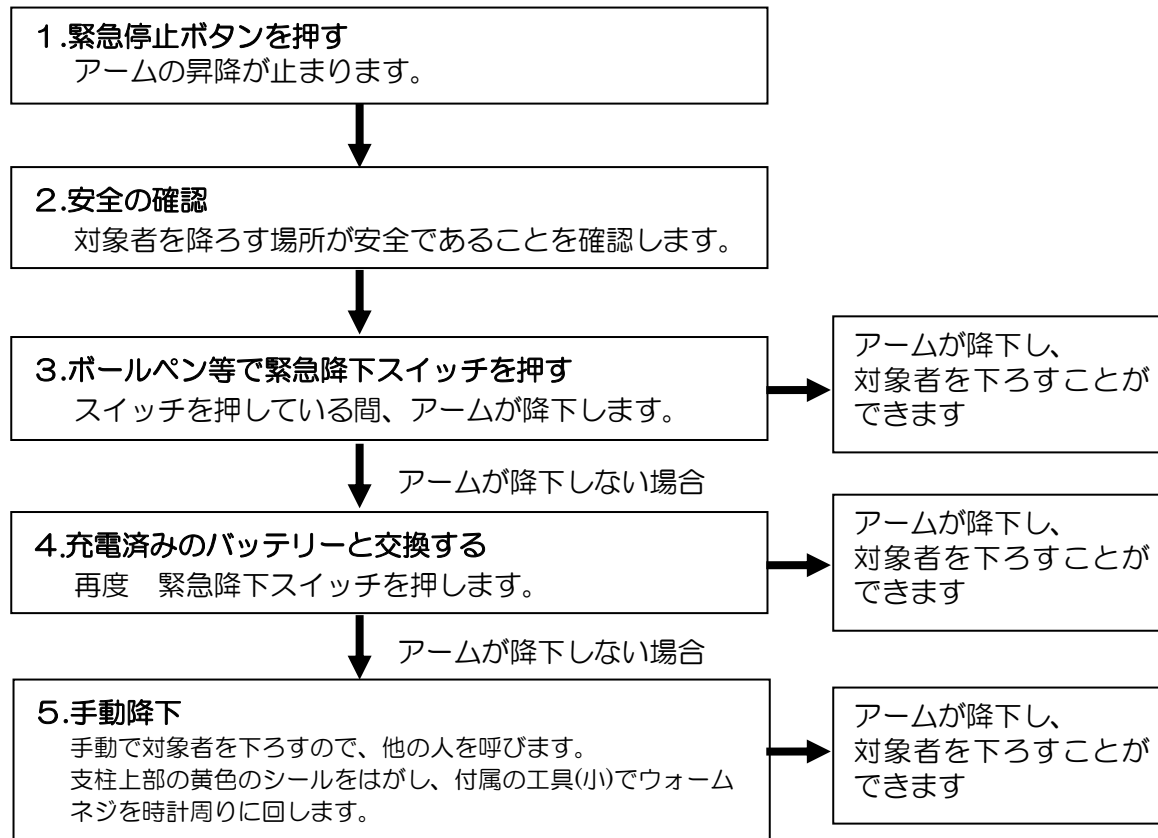 １.緊急停止ボタンを押す
アームの昇降が止まります。
２.安全の確認
対象者を降ろす場所が安全であることを確認します。
３.ボールペン等で緊急降下スイッチを押す
スイッチを押している間、アームが降下します。
アームが降下し、
対象者を下ろすことが
できます
アームが降下しない場合
４.充電済みのバッテリーと交換する
再度　緊急降下スイッチを押します。
アームが降下し、
対象者を下ろすことが
できます
アームが降下しない場合
５.手動降下
手動で対象者を下ろすので、他の人を呼びます。
支柱上部の黄色のシールをはがし、付属の工具(小)でウォーム
ネジを時計周りに回します。
アームが降下し、
対象者を下ろすことが
できます